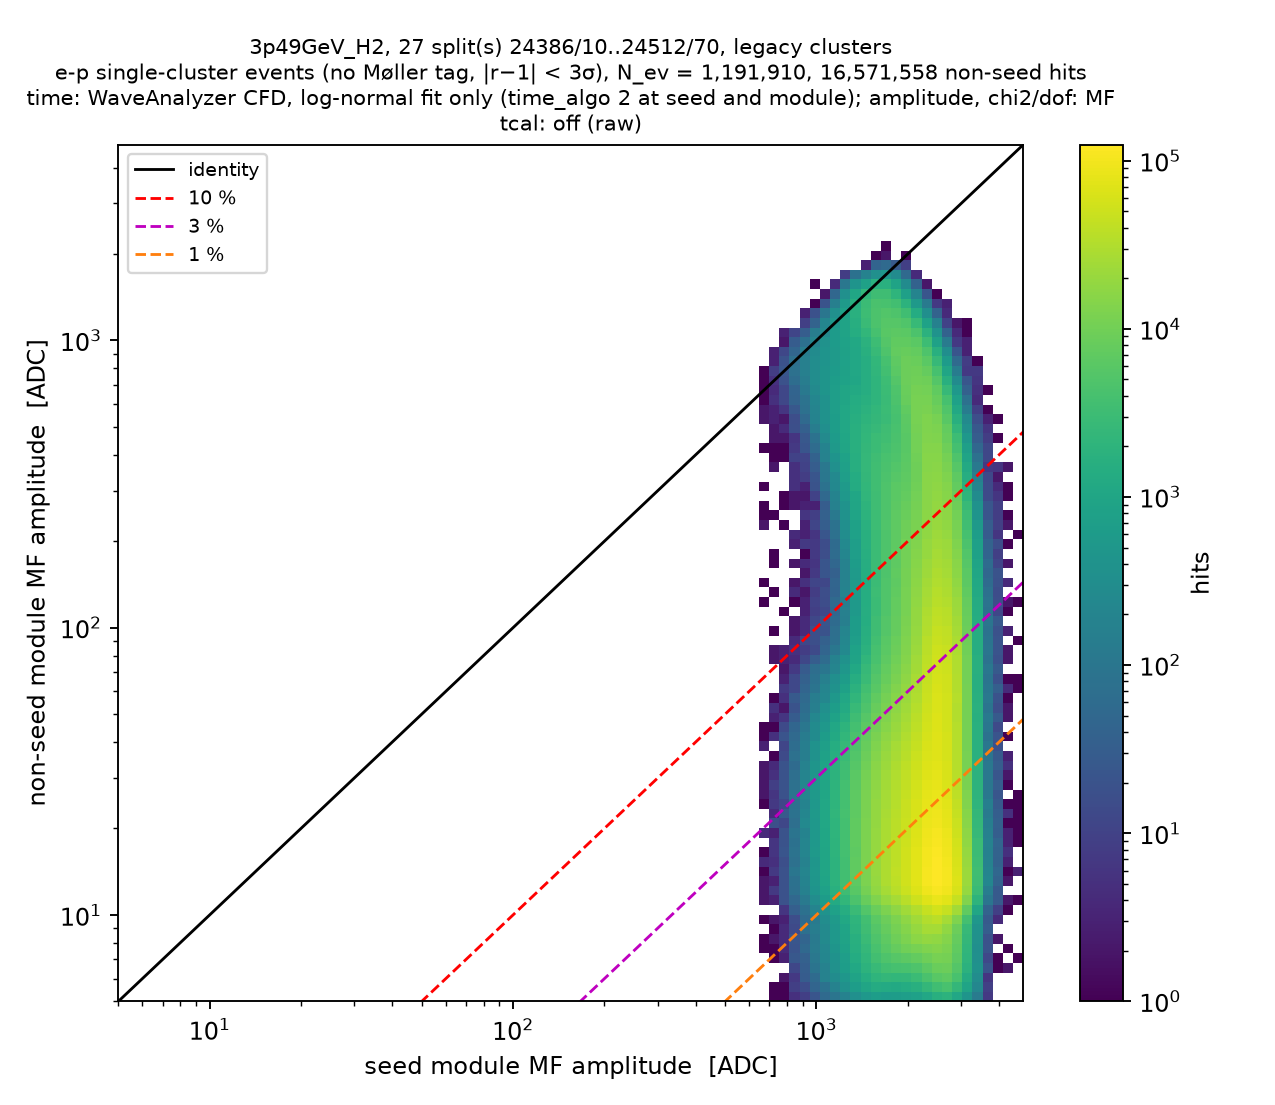 3p49GeV_H2, 27 split(s) 24386/10..24512/70, legacy clusters
e-p single-cluster events (no Møller tag, |r−1| < 3σ), N_ev = 1,191,910, 16,571,558 non-seed hits
time: WaveAnalyzer CFD, log-normal fit only (time_algo 2 at seed and module); amplitude, chi2/dof: MF
tcal: off (raw)
identity
10 %
3 %
1 %
non-seed module MF amplitude [ADC]
10³
10²
10¹
10¹
10²
10³
seed module MF amplitude [ADC]
10⁵
10⁴
10³
10²
10¹
10⁰
hits